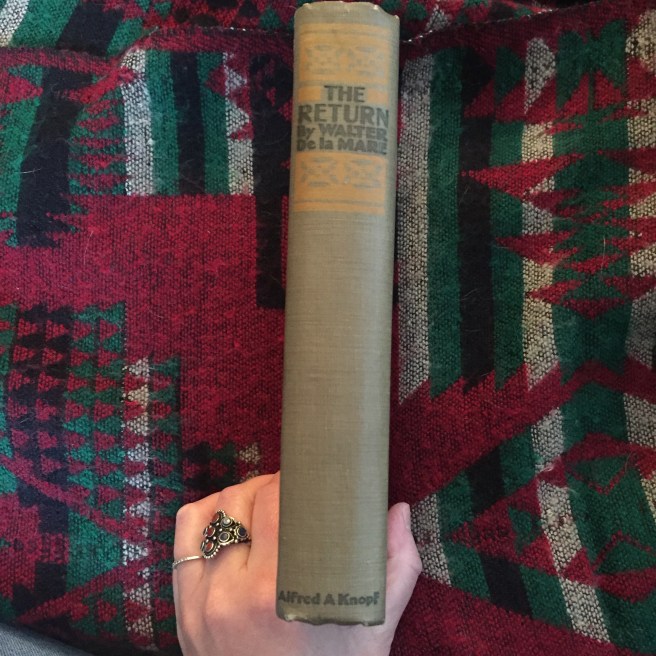 THE
RETURN
By WALTER
De la MARE
Alfred A Knopf